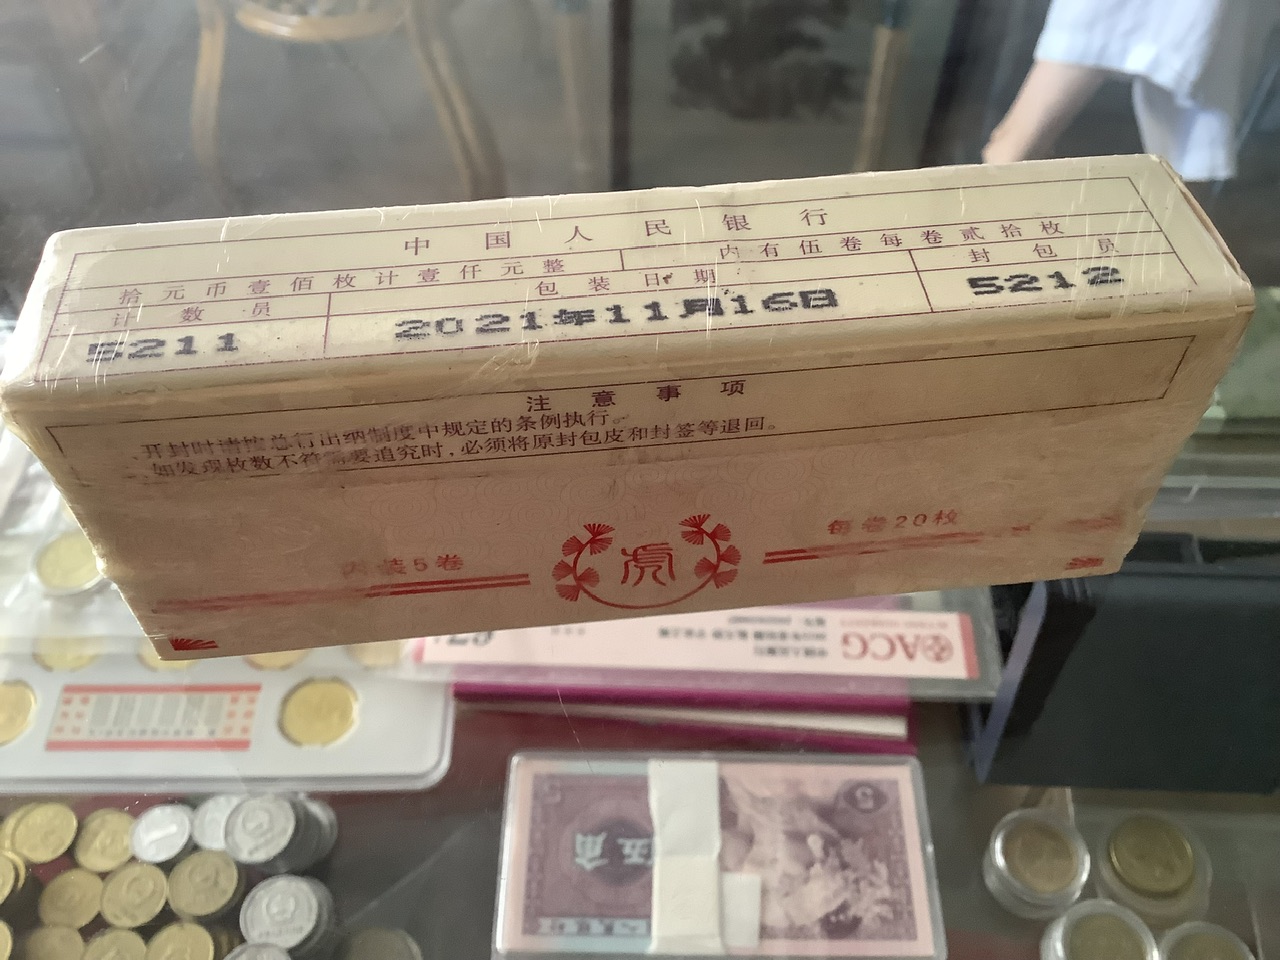 中国人民银行
拾元币壹佰枚计壹仟元整 内有伍卷每卷贰拾枚
计数员 包装日期 封包员
5211 2021年11月16日 5212
注意事项
开封时请按总行出纳制度中规定的条例执行。
如发现枚数不符需要追究时,必须将原封包皮和封签等退回。
内装5卷 虎 每卷20枚
ACG
67
5
伍角